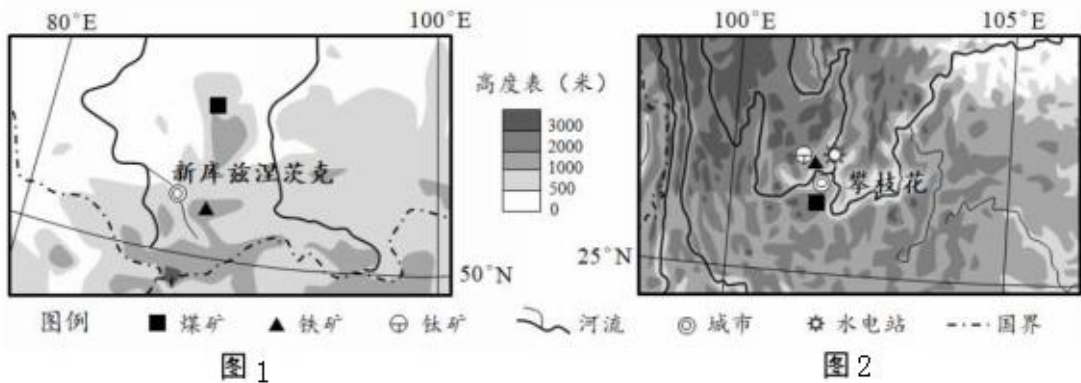 80°E
100°E
100°E
105°E
高度表（米）
3000
2000
1000
500
0
新库兹涅茨克
攀枝花
50°N
25°N
图例 煤矿 铁矿 钛矿 河流 城市 水电站 国界
图1
图2